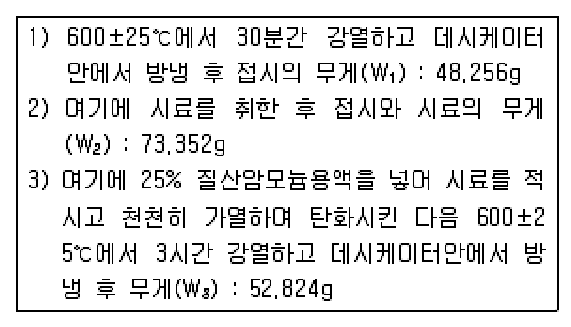 1) 600±25℃에서 30분간 강열하고 데시케이터
안에서 방냉 후 접시의 무게(W₁) : 48,256g
2) 여기에 시료를 취한 후 접시와 시료의 무게
(W₂) : 73,352g
3) 여기에 25% 질산암모늄용액을 넣어 시료를 적
시고 천천히 가열하여 탄화시킨 다음 600±2
5℃에서 3시간 강열하고 데시케이터안에서 방
냉 후 무게(W₃) : 52,824g